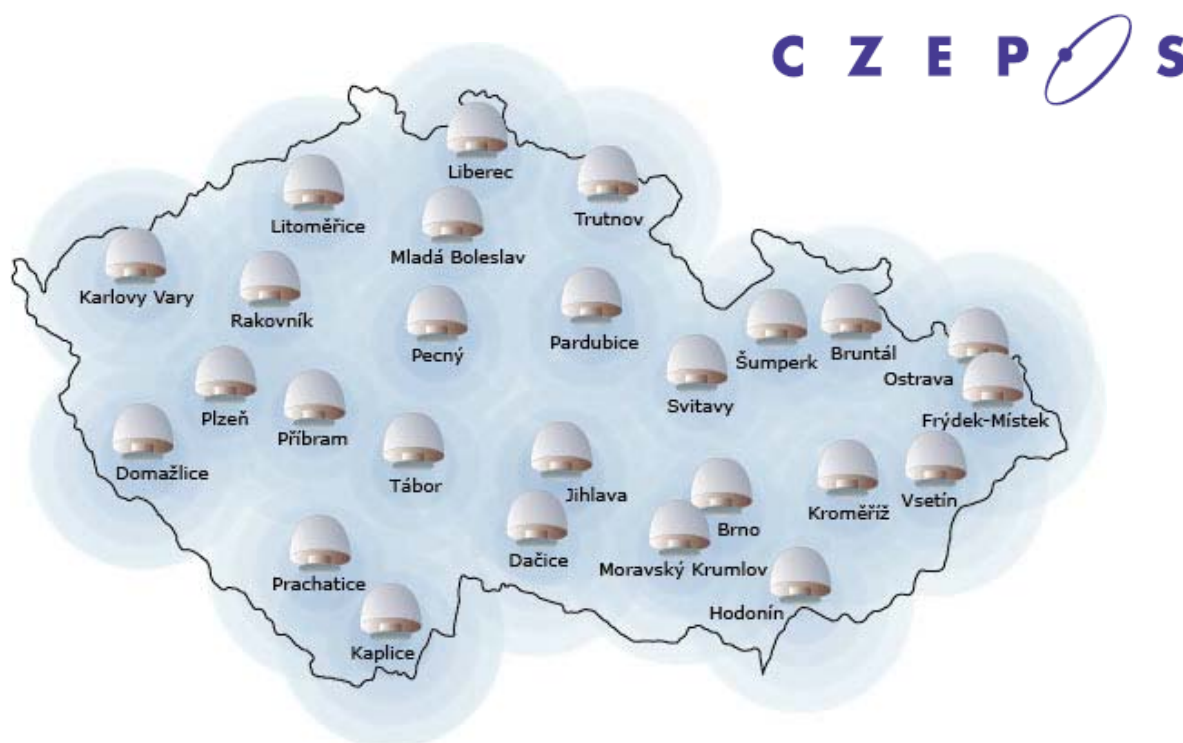 CZEPOS
Liberec
Trutnov
Litoměřice
Mladá Boleslav
Karlovy Vary
Rakovník
Pardubice
Pecný
Bruntál
Šumperk
Ostrava
Svitavy
Plzeň
Příbram
Frýdek-Místek
Domažlice
Tábor
Jihlava
Vsetín
Kroměříž
Brno
Dačice
Moravský Krumlov
Prachatice
Hodonín
Kaplice